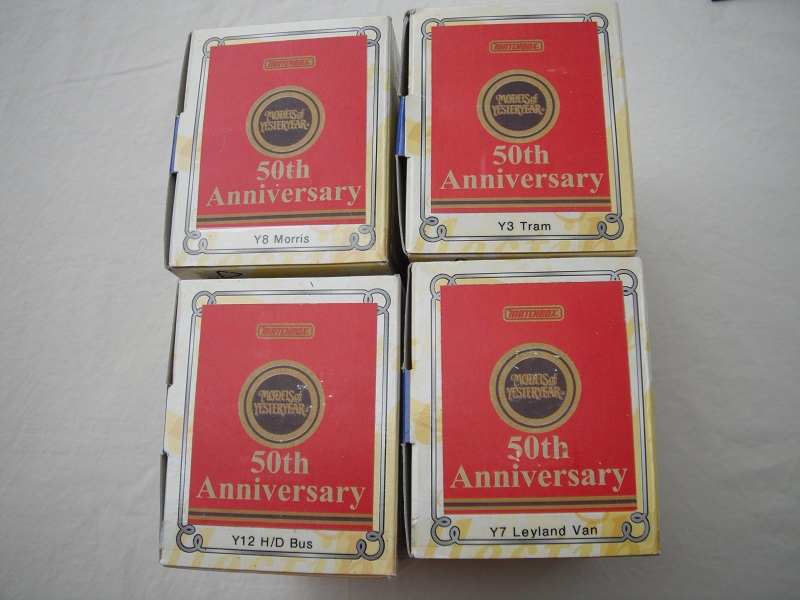 MATCHBOX
MODELS of
YESTERYEAR
50th
Anniversary
Y8 Morris
MATCHBOX
MODELS of
YESTERYEAR
50th
Anniversary
Y3 Tram
MATCHBOX
MODELS of
YESTERYEAR
50th
Anniversary
Y12 H/D Bus
MATCHBOX
MODELS of
YESTERYEAR
50th
Anniversary
Y7 Leyland Van